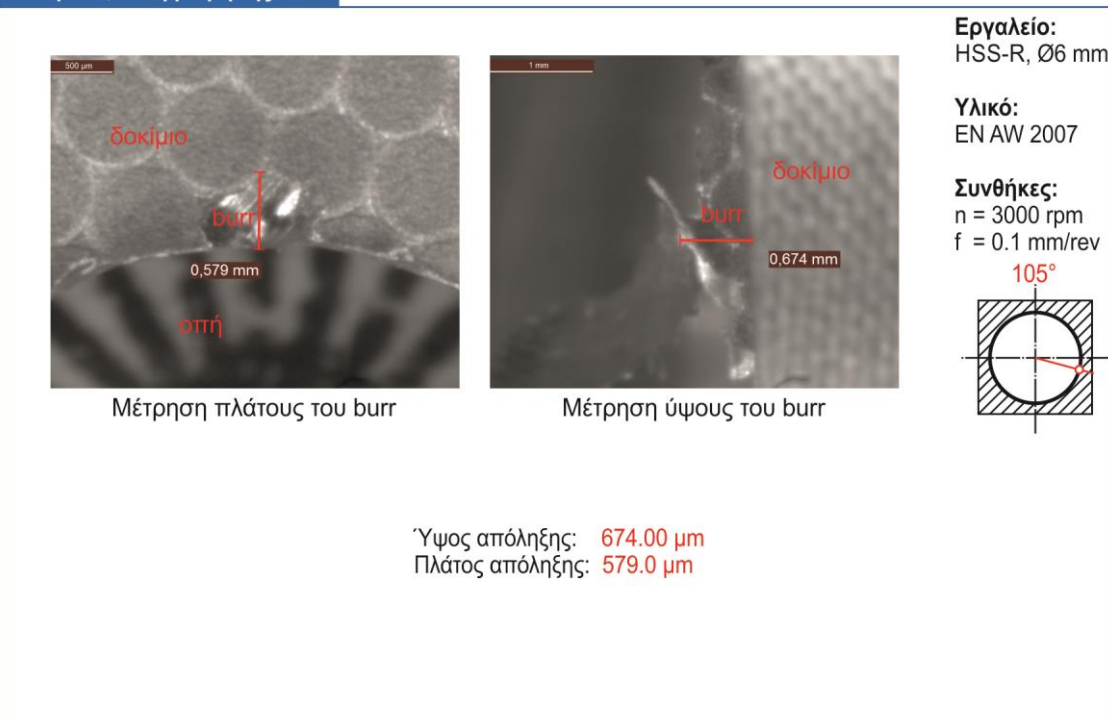 500 μm
δοκίμιο
burr
0,579 mm
οπή
Μέτρηση πλάτους του burr
1 mm
δοκίμιο
burr
0,674 mm
Μέτρηση ύψους του burr
Εργαλείο:
HSS-R, Ø6 mm
Υλικό:
EN AW 2007
Συνθήκες:
n = 3000 rpm
f = 0.1 mm/rev
105°
Ύψος απόληξης: 674.00 μm
Πλάτος απόληξης: 579.0 μm